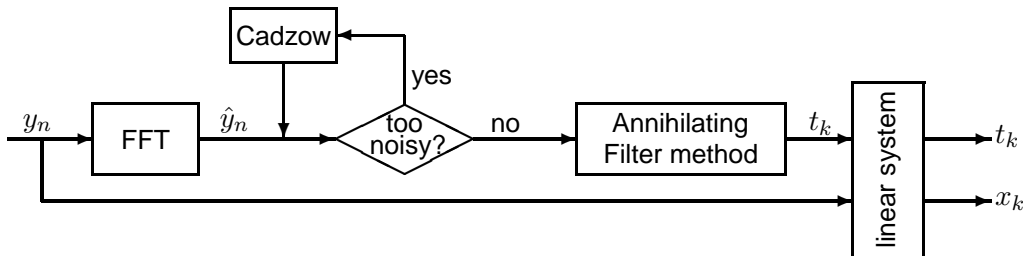 Cadzow
yes
y_n
FFT
ŷ_n
too
noisy?
no
Annihilating
Filter method
t_k
linear system
t_k
x_k